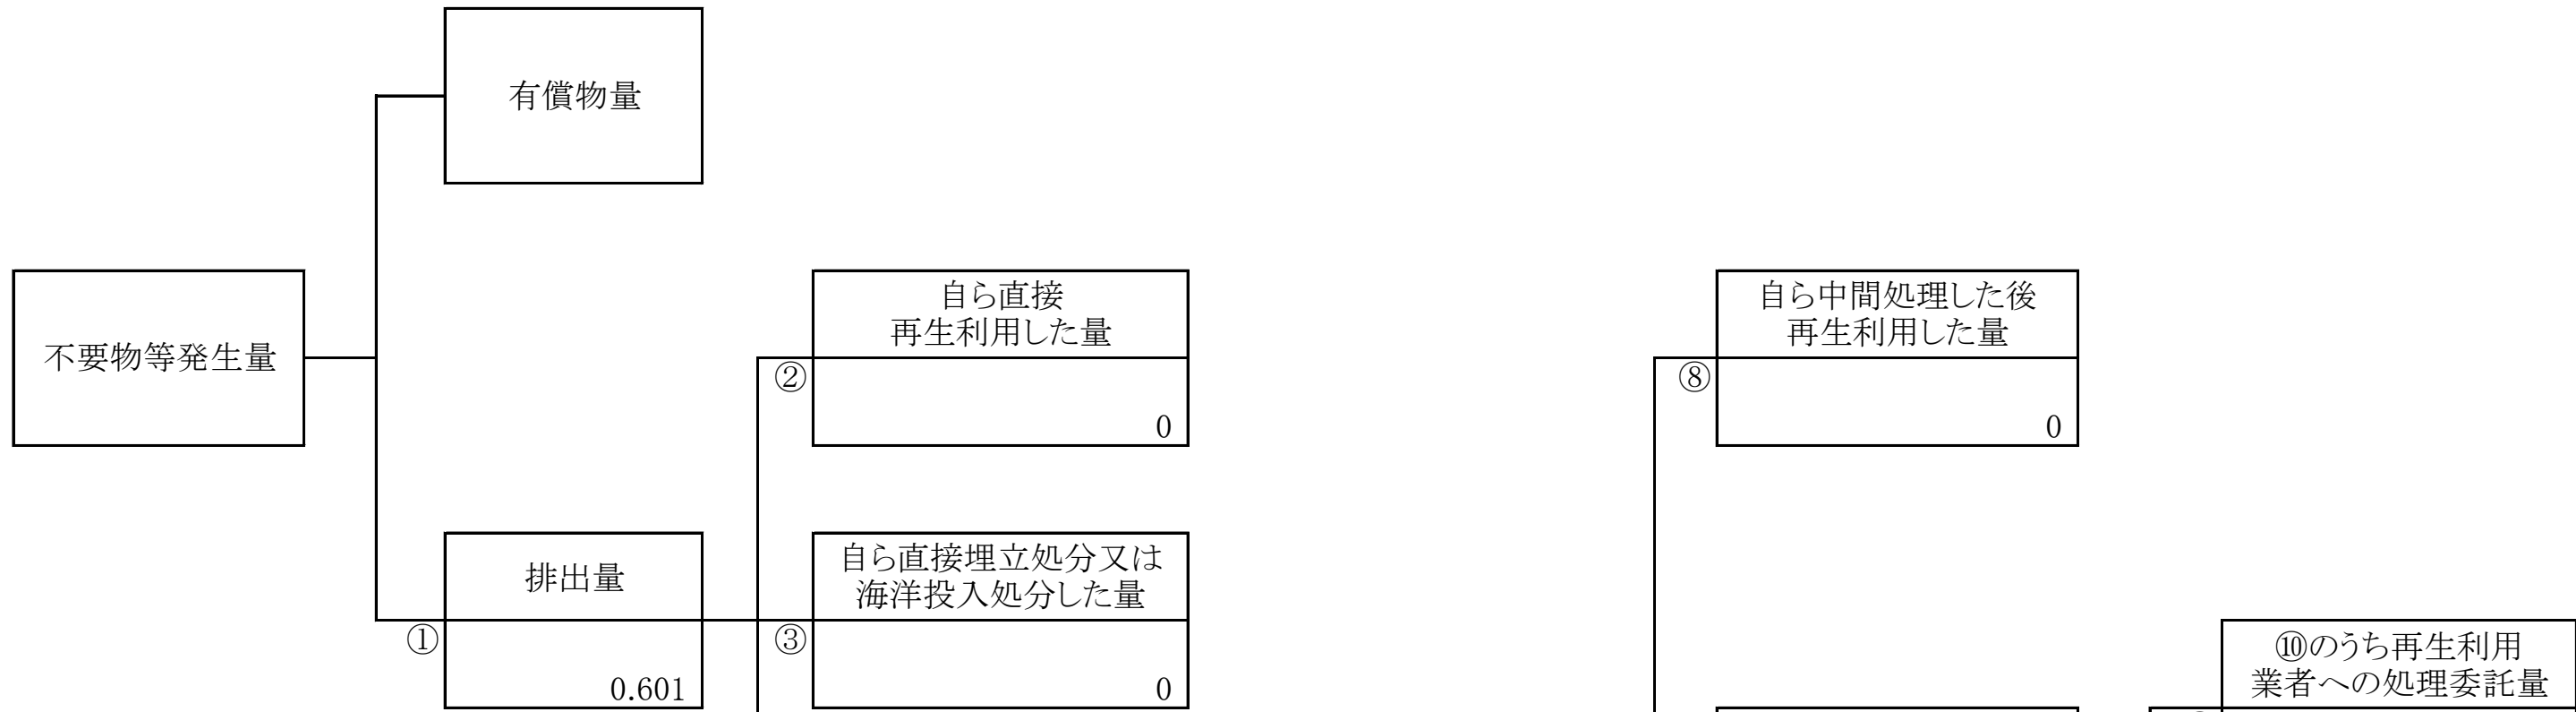 有償物量
不要物等発生量
自ら直接
再生利用した量
②
0
自ら中間処理した後
再生利用した量
⑧
0
排出量
①
0.601
自ら直接埋立処分又は
海洋投入処分した量
③
0
⑩のうち再生利用
業者への処理委託量